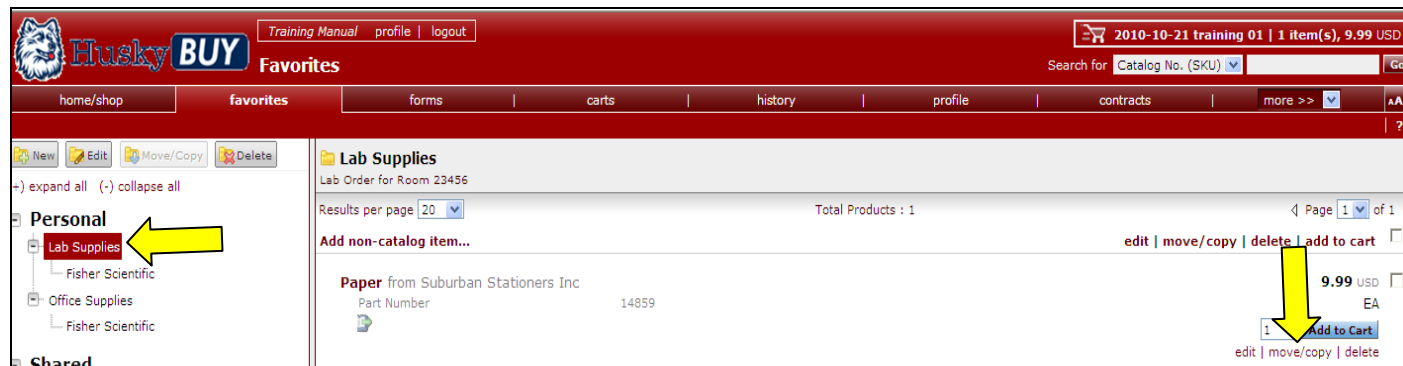 Husky BUY
Training Manual profile | logout
Favorites
2010-10-21 training 01 | 1 item(s), 9.99 USD
Search for Catalog No. (SKU) Go
home/shop favorites forms | carts | history | profile | contracts | more >> AA
| ?
New Edit Move/Copy Delete
+) expand all (-) collapse all
Personal
Lab Supplies
Fisher Scientific
Office Supplies
Fisher Scientific
Shared
Lab Supplies
Lab Order for Room 23456
Results per page 20 Total Products : 1 Page 1 of 1
Add non-catalog item... edit | move/copy | delete | add to cart
Paper from Suburban Stationers Inc 9.99 USD
Part Number 14859 EA
1 Add to Cart
edit | move/copy | delete